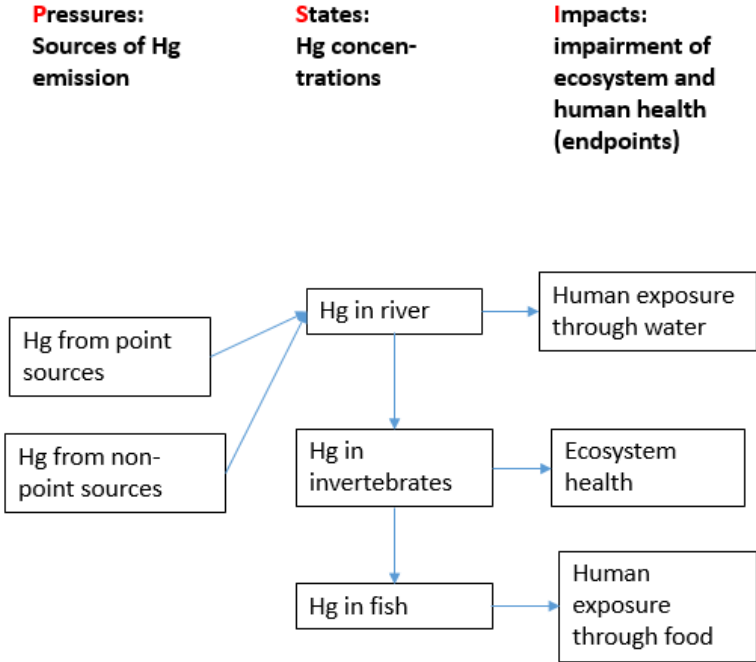 Pressures:
Sources of Hg
emission
States:
Hg concen-
trations
Impacts:
impairment of
ecosystem and
human health
(endpoints)
Hg from point
sources
Hg from non-
point sources
Hg in river
Hg in
invertebrates
Hg in fish
Human exposure
through water
Ecosystem
health
Human
exposure
through food